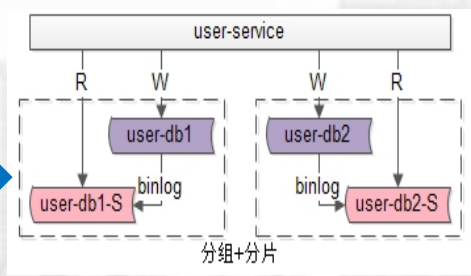 user-service
R W W R
user-db1 user-db2
binlog binlog
user-db1-S user-db2-S
分组+分片